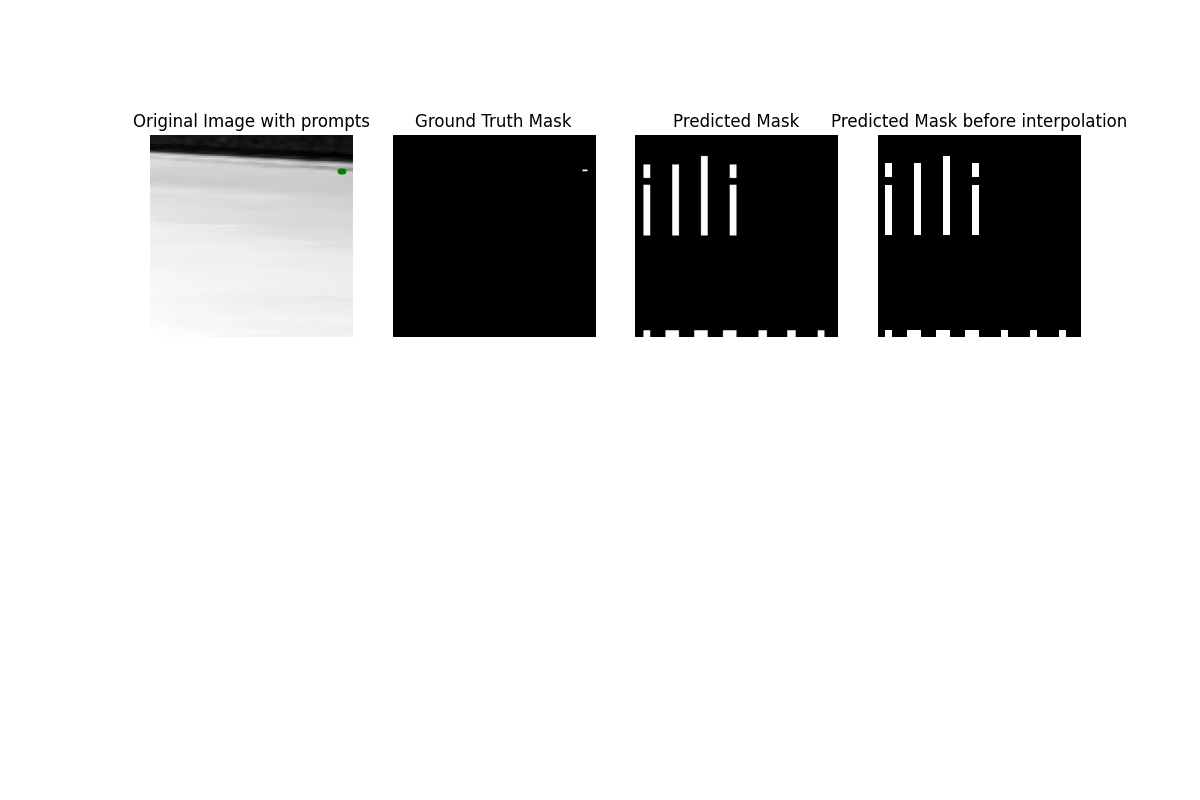 Original Image with prompts
Ground Truth Mask
Predicted Mask
Predicted Mask before interpolation